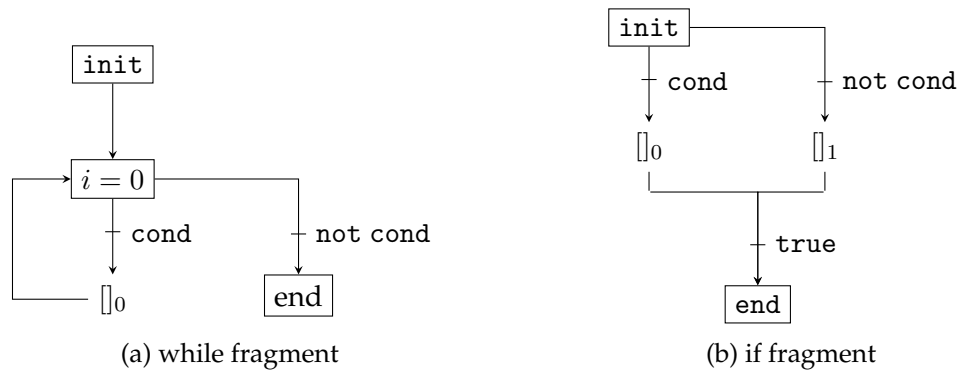 init
i = 0
cond
not cond
[]0
end
(a) while fragment
init
cond
not cond
[]0
[]1
true
end
(b) if fragment